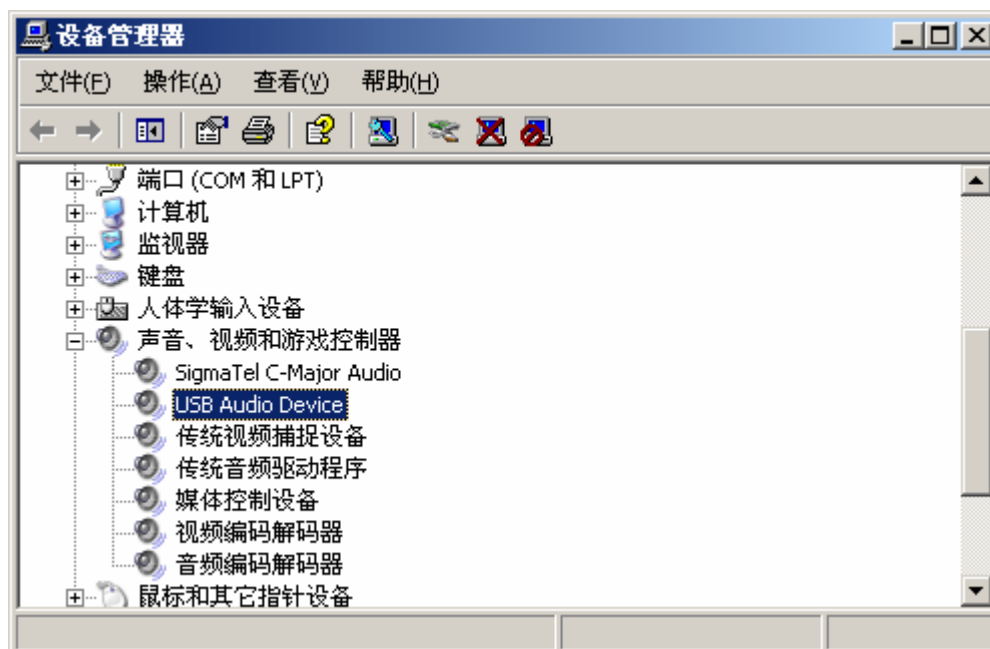 设备管理器
文件(F) 操作(A) 查看(V) 帮助(H)
端口 (COM 和 LPT)
计算机
监视器
键盘
人体学输入设备
声音、视频和游戏控制器
SigmaTel C-Major Audio
USB Audio Device
传统视频捕捉设备
传统音频驱动程序
媒体控制设备
视频编码解码器
音频编码解码器
鼠标和其它指针设备